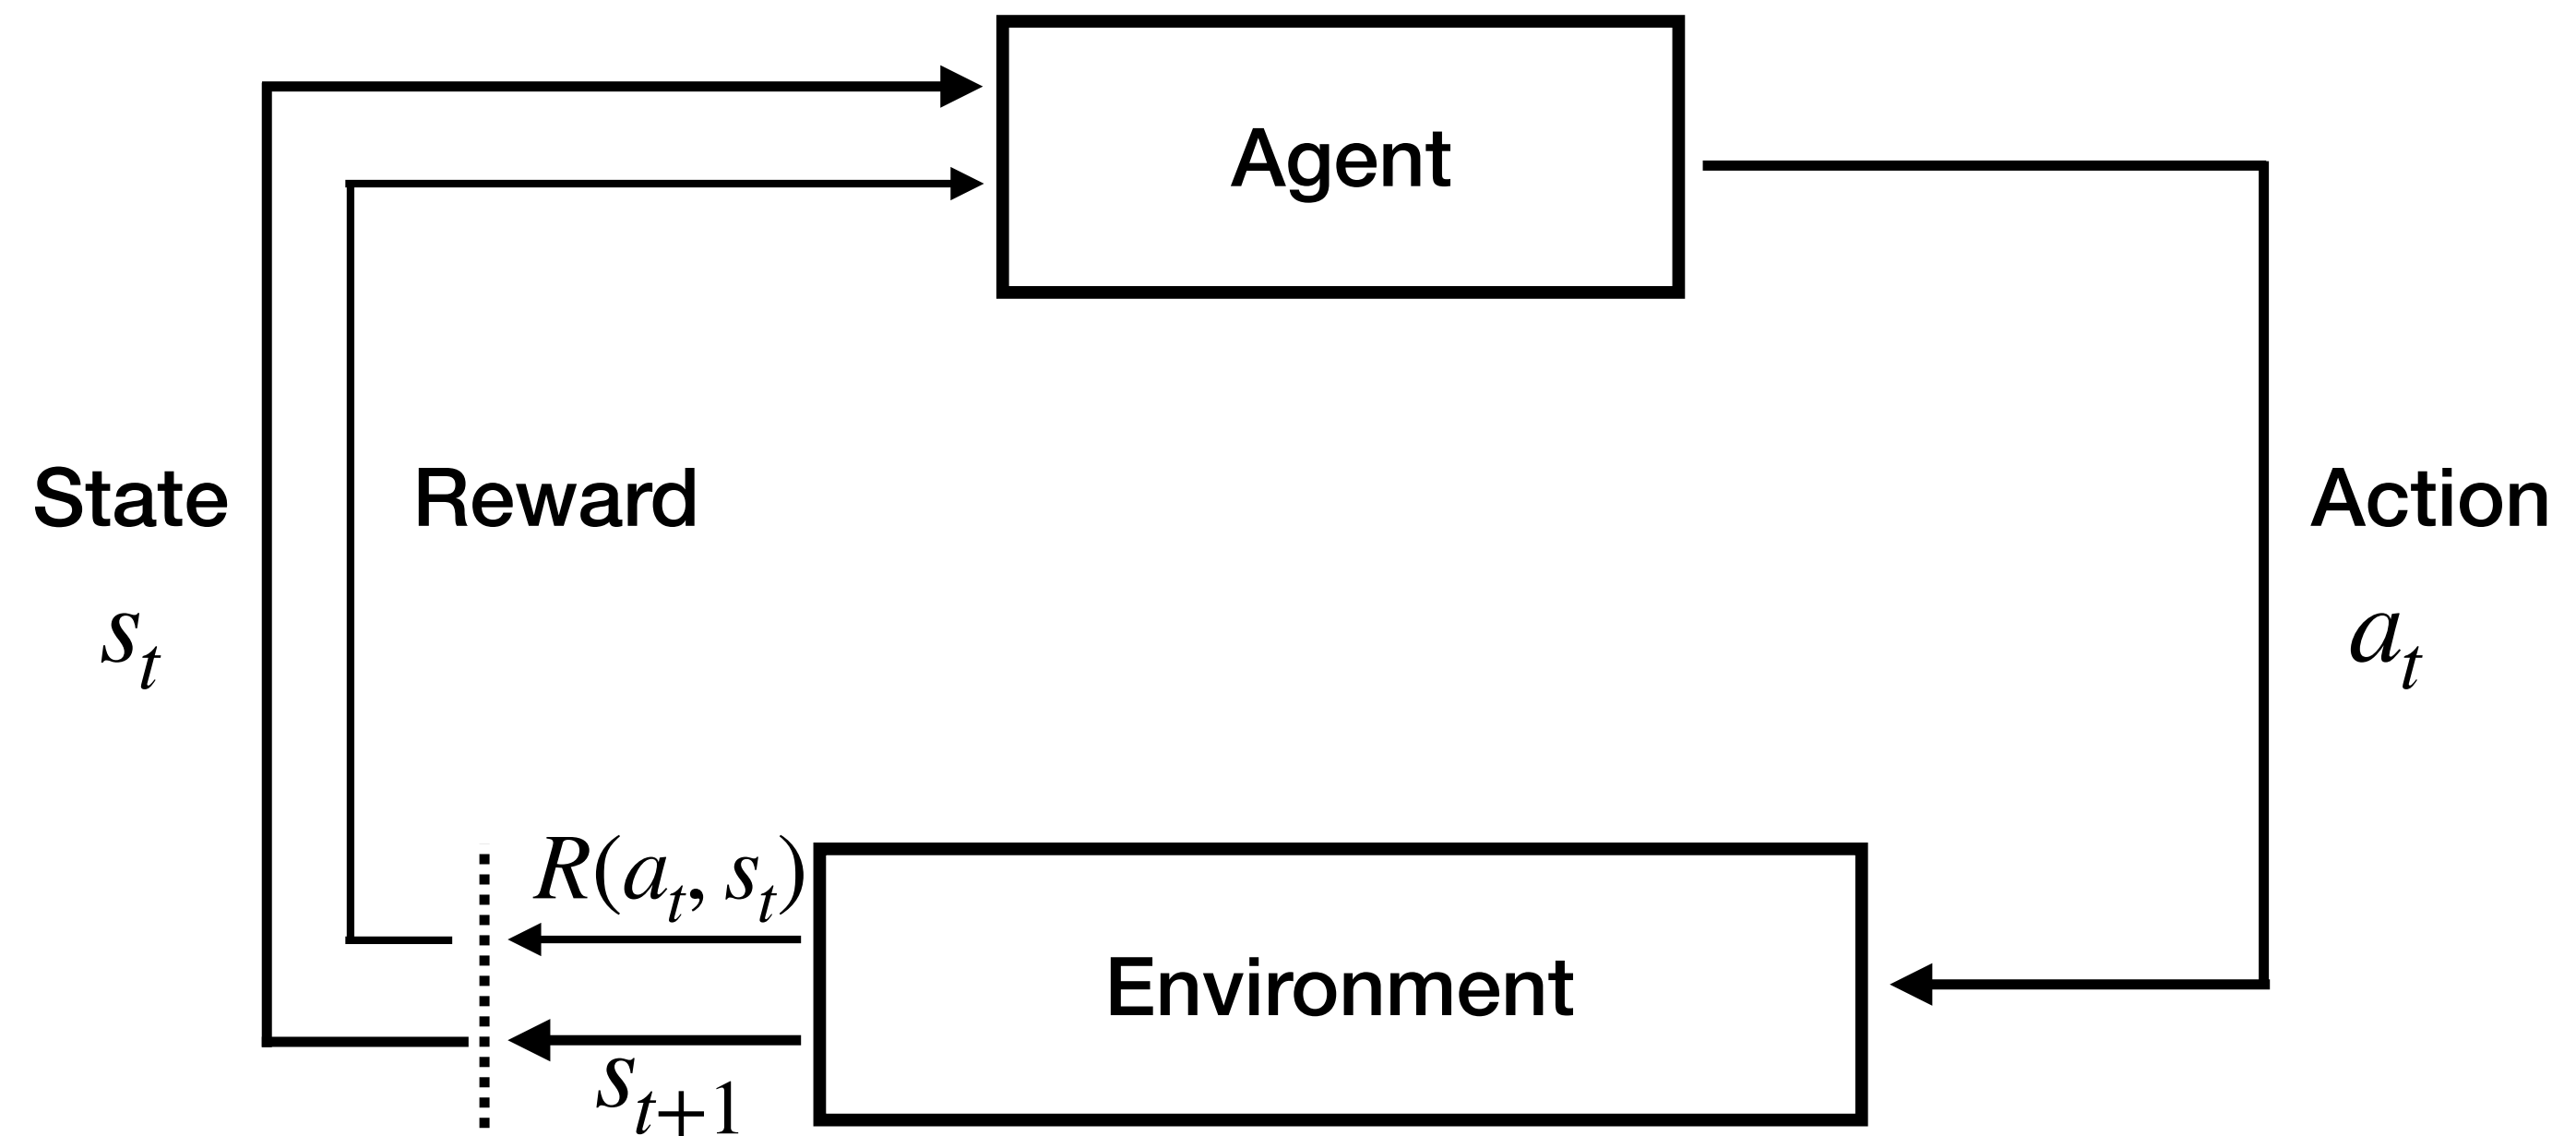 Agent
State
Reward
Action
s_t
a_t
R(a_t, s_t)
Environment
s_{t+1}